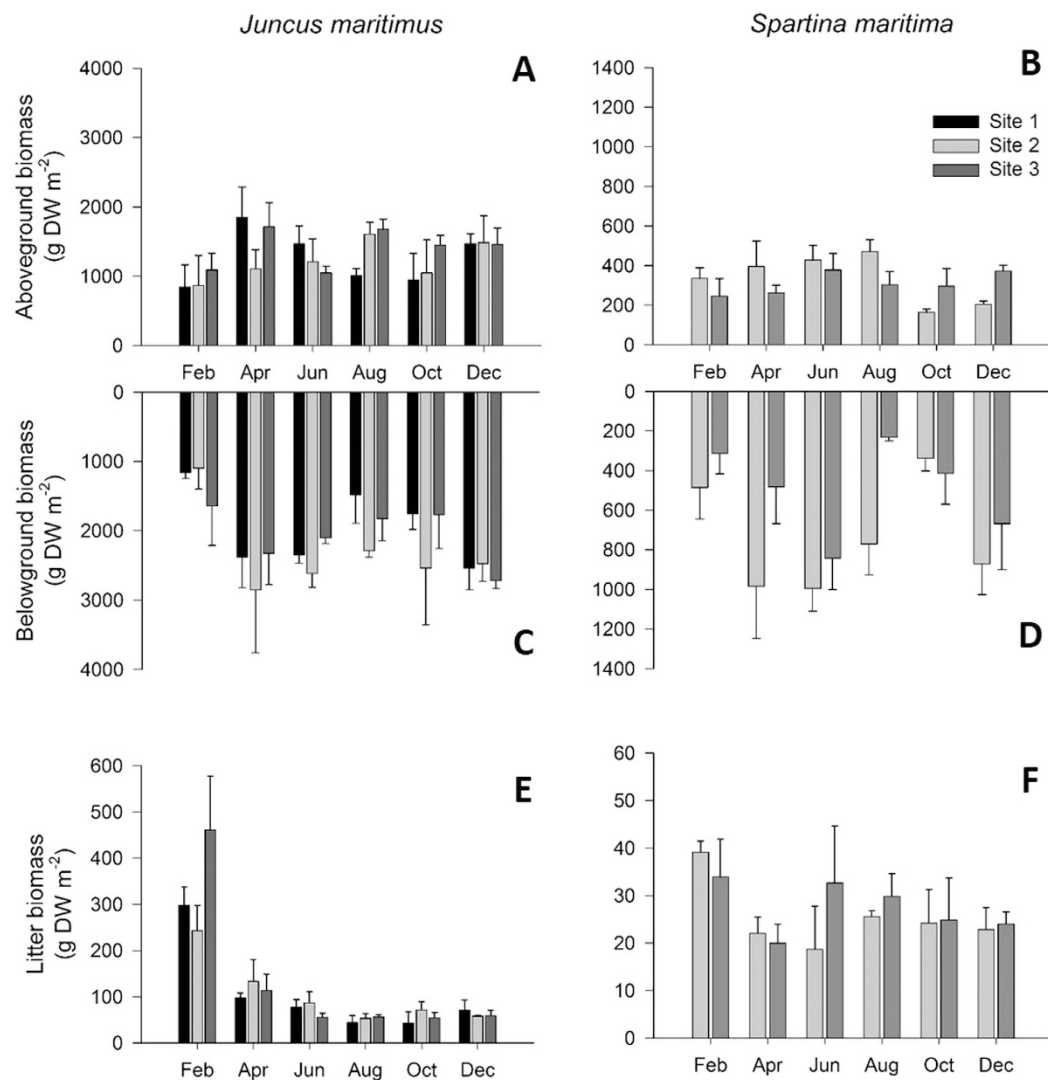 Juncus maritimus
Spartina maritima
A
4000
3000
2000
1000
0
Aboveground biomass
(g DW m-2)
Feb Apr Jun Aug Oct Dec
B
1400
1200
1000
800
600
400
200
0
Site 1
Site 2
Site 3
Feb Apr Jun Aug Oct Dec
0
1000
2000
3000
4000
Belowground biomass
(g DW m-2)
C
0
200
400
600
800
1000
1200
1400
D
E
600
500
400
300
200
100
0
Litter biomass
(g DW m-2)
Feb Apr Jun Aug Oct Dec
F
60
50
40
30
20
10
0
Feb Apr Jun Aug Oct Dec